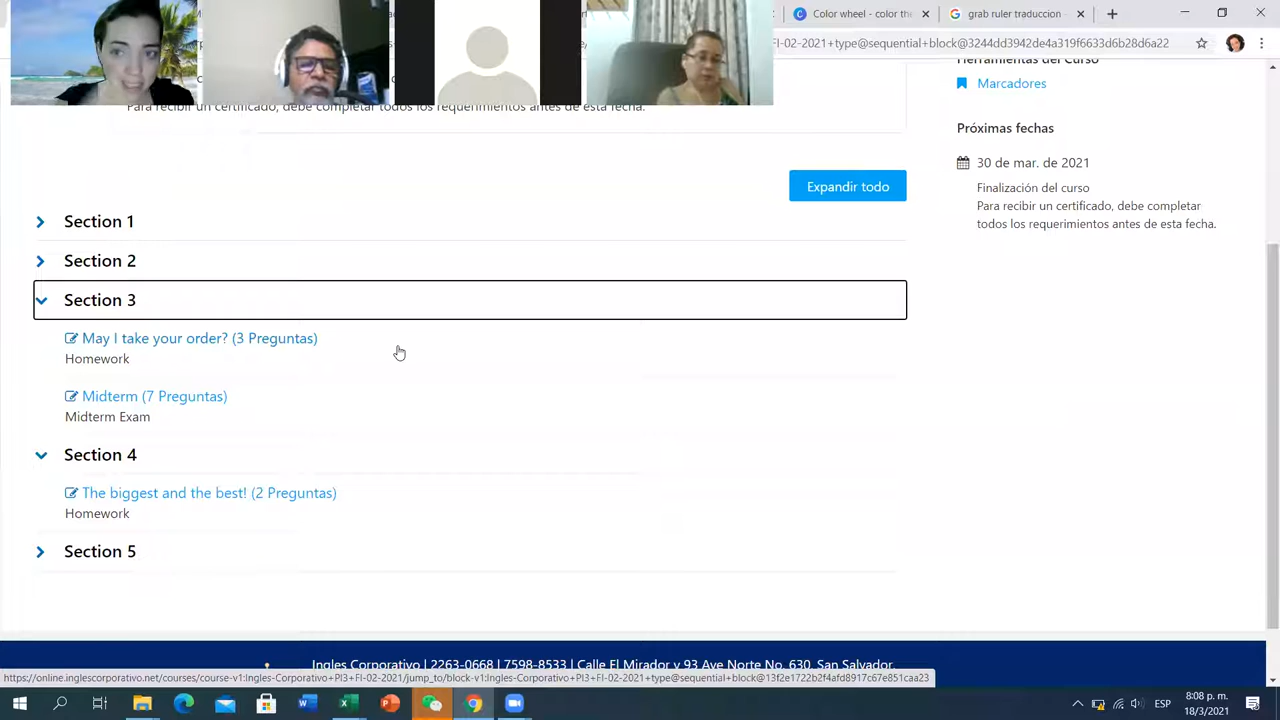 Color wheel - color the
grab ruler traduccion -
FI-02-2021+type@sequential+block@3244dd3942de4a319f6633d6b28d6a22
Herramientas del Curso
Marcadores
Para recibir un certificado, debe completar todos los requerimientos antes de esta fecha.
Próximas fechas
30 de mar. de 2021
Finalización del curso
Para recibir un certificado, debe completar
todos los requerimientos antes de esta fecha.
Expandir todo
Section 1
Section 2
Section 3
May I take your order? (3 Preguntas)
Homework
Midterm (7 Preguntas)
Midterm Exam
Section 4
The biggest and the best! (2 Preguntas)
Homework
Section 5
Ingles Corporativo | 2263-0668 | 7598-8533 | Calle El Mirador y 93 Ave Norte No. 630, San Salvador
https://online.inglescorporativo.net/courses/course-v1:Ingles-Corporativo+PI3+FI-02-2021/jump_to/block-v1:Ingles-Corporativo+PI3+FI-02-2021+type@sequential+block@13f2e1722b2f4afd8917c67e851caa23
ESP
8:08 p. m.
18/3/2021